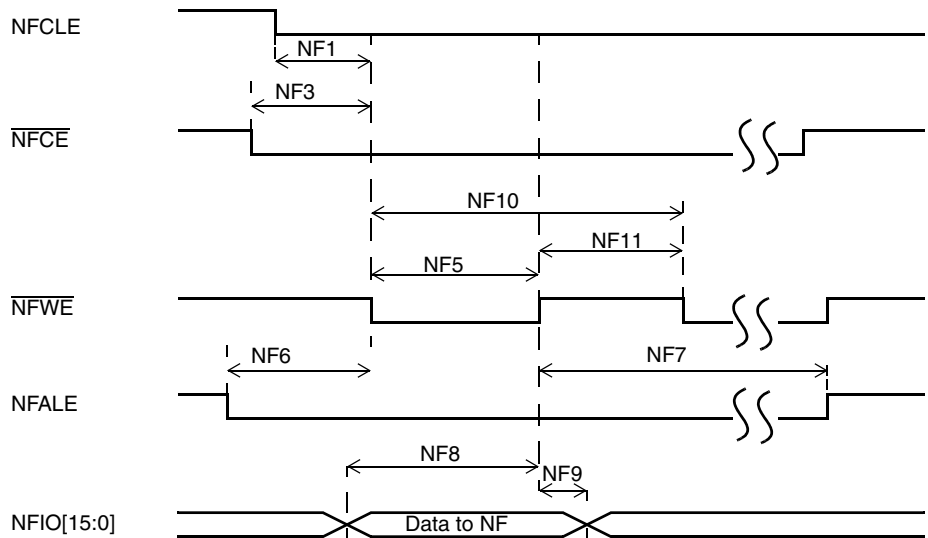 NFCLE
NF1
NF3
NFCE
NF10
NF11
NF5
NFWE
NF6
NF7
NFALE
NF8
NF9
NFIO[15:0]
Data to NF